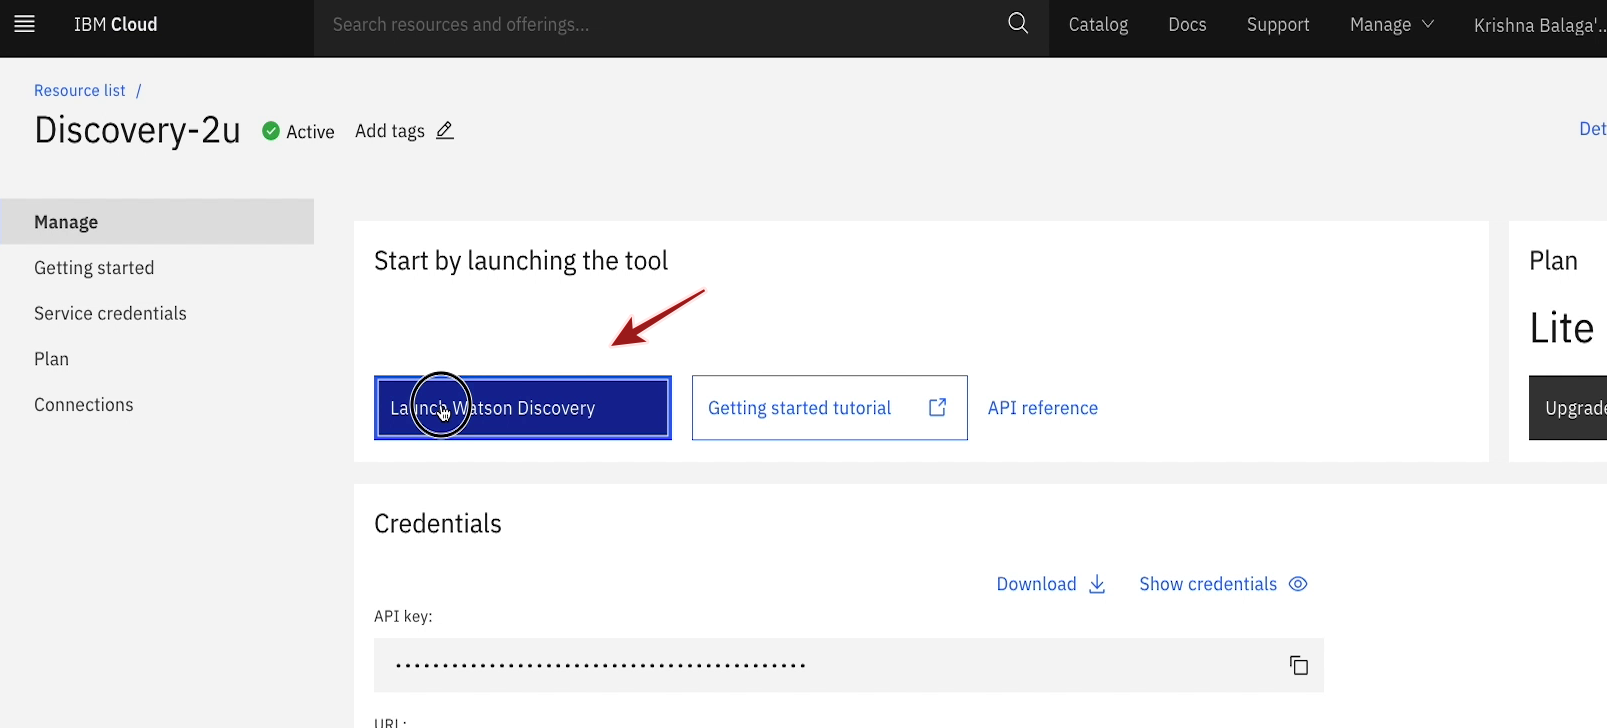 IBM Cloud
Search resources and offerings...
Catalog
Docs
Support
Manage
Krishna Balaga'...
Resource list /
Discovery-2u
Active
Add tags
Det
Manage
Getting started
Service credentials
Plan
Connections
Start by launching the tool
Launch Watson Discovery
Getting started tutorial
API reference
Plan
Lite
Upgrade
Credentials
Download
Show credentials
API key:
URL: